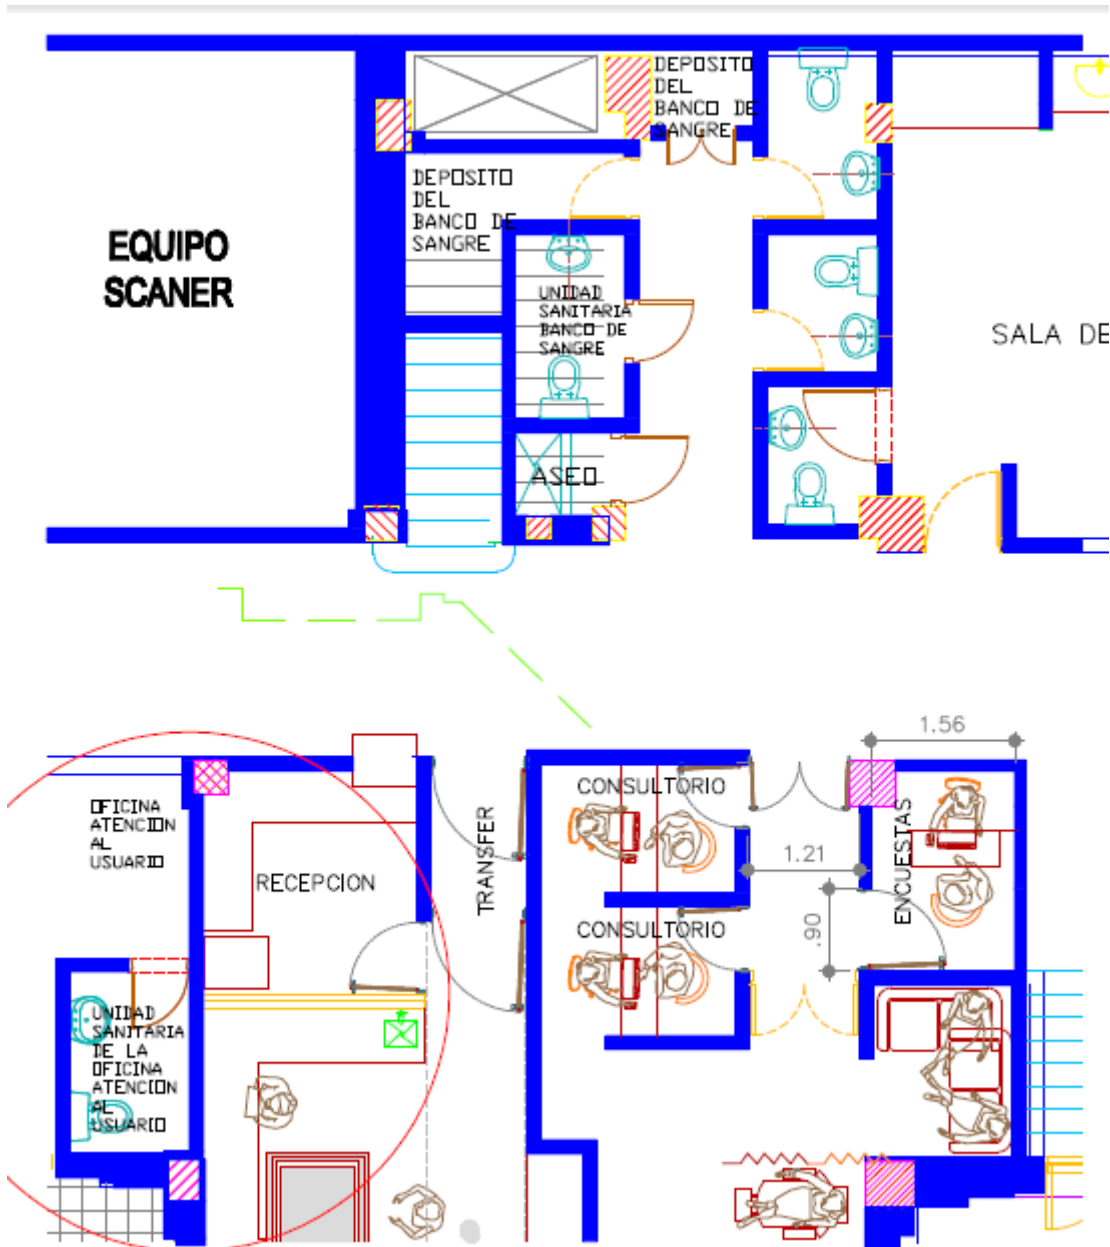 DEPOSITO
DEL
BANCO DE
SANGRE
DEPOSITO
DEL
BANCO DE
SANGRE
EQUIPO
SCANER
UNIDAD
SANITARIA
BANCO DE
SANGRE
SALA DE
ASEO
1.56
OFICINA
ATENCION
AL
USUARIO
RECEPCION
TRANSFER
CONSULTORIO
1.21
ENCUESTAS
.90
CONSULTORIO
UNIDAD
SANITARIA
DE LA
OFICINA
ATENCION
AL
USUARIO